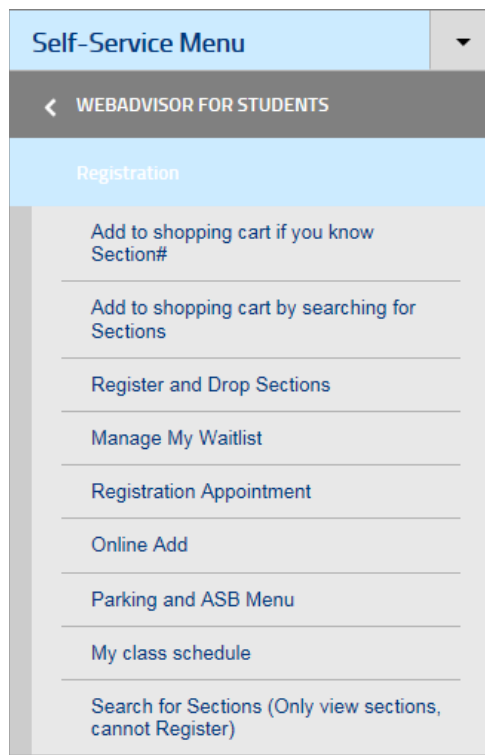 Self-Service Menu
WEBADVISOR FOR STUDENTS
Registration
Add to shopping cart if you know
Section#
Add to shopping cart by searching for
Sections
Register and Drop Sections
Manage My Waitlist
Registration Appointment
Online Add
Parking and ASB Menu
My class schedule
Search for Sections (Only view sections,
cannot Register)